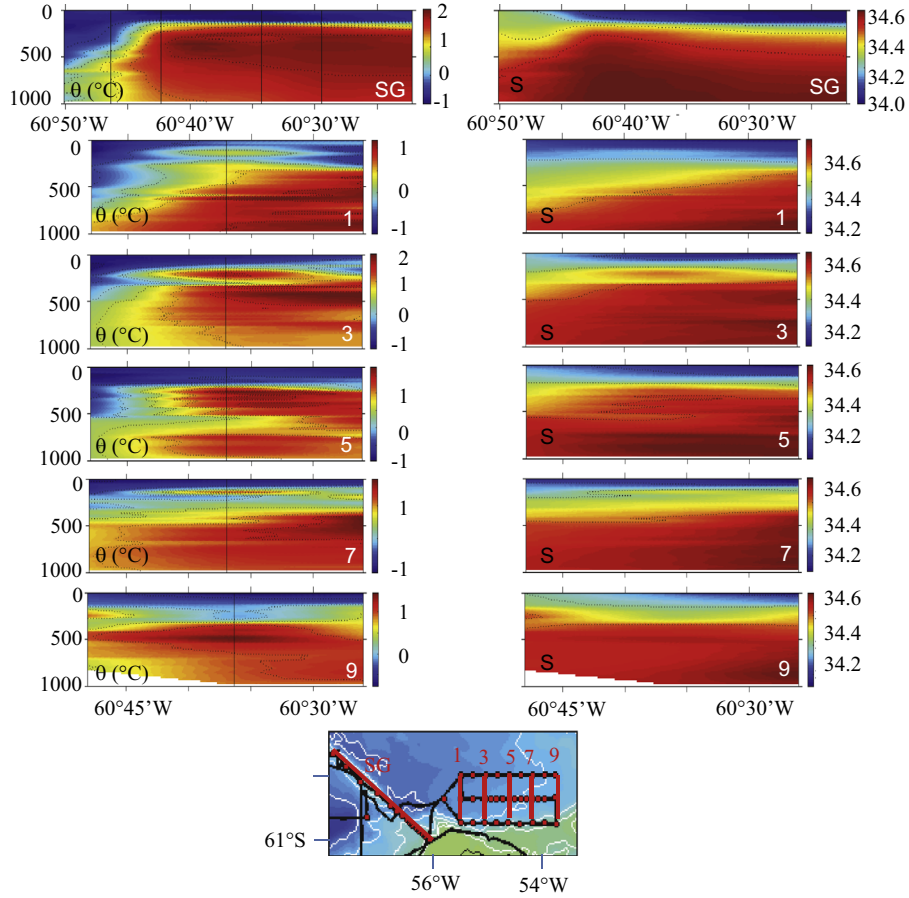 0 2 34.6
500 1 34.4
0 34.2
1000 θ (°C) SG -1 S SG 34.0
60°50’W 60°40’W 60°30’W 60°50’W 60°40’W 60°30’W
0 1 34.6
500 0 34.4
θ (°C) 1 S 1
1000 -1 34.2
0 2 34.6
500 1 34.4
0
θ (°C) 3 S 3 34.2
1000 -1
0 1 34.6
500 34.4
0
θ (°C) 5 S 5 34.2
1000 -1
0 34.6
1
500 34.4
θ (°C) 7 S 7 34.2
1000 -1
0 34.6
1
500 34.4
0
θ (°C) 9 S 9 34.2
1000
60°45’W 60°30’W 60°45’W 60°30’W
SG 1 3 5 7 9
61°S
56°W 54°W